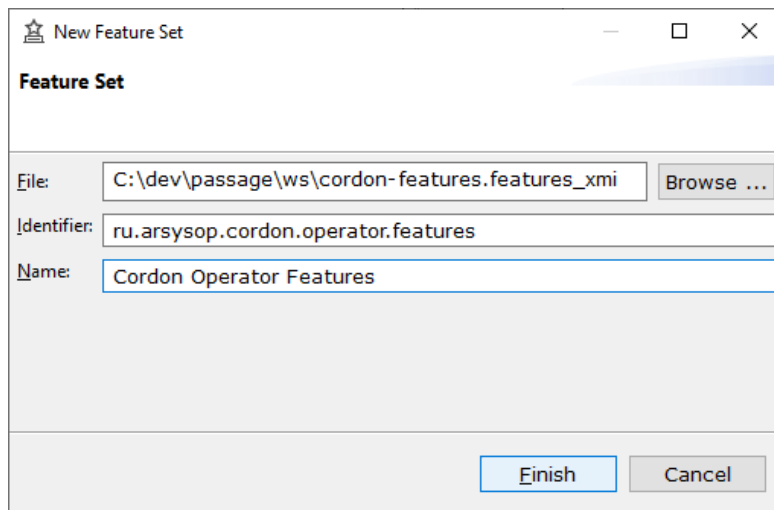 New Feature Set
Feature Set
File: C:\dev\passage\ws\cordon-features.features_xmi Browse ...
Identifier: ru.arsysop.cordon.operator.features
Name: Cordon Operator Features
Finish Cancel